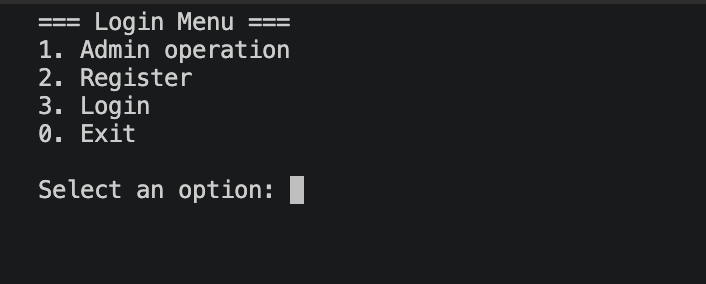 === Login Menu ===
1. Admin operation
2. Register
3. Login
0. Exit
Select an option: